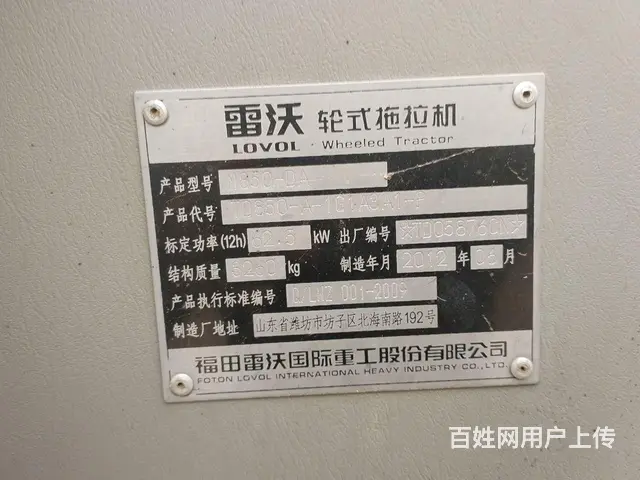 雷沃 轮式拖拉机
LOVOL Wheeled Tractor
产品型号
产品代号
标定功率(12h) kW 出厂编号
结构质量 kg 制造年月 2012 年 06 月
产品执行标准编号 Q/LWZ 001-2009
制造厂地址 山东省潍坊市坊子区北海南路192号
福田雷沃国际重工股份有限公司
FOTON LOVOL INTERNATIONAL HEAVY INDUSTRY CO.,LTD
百姓网用户上传